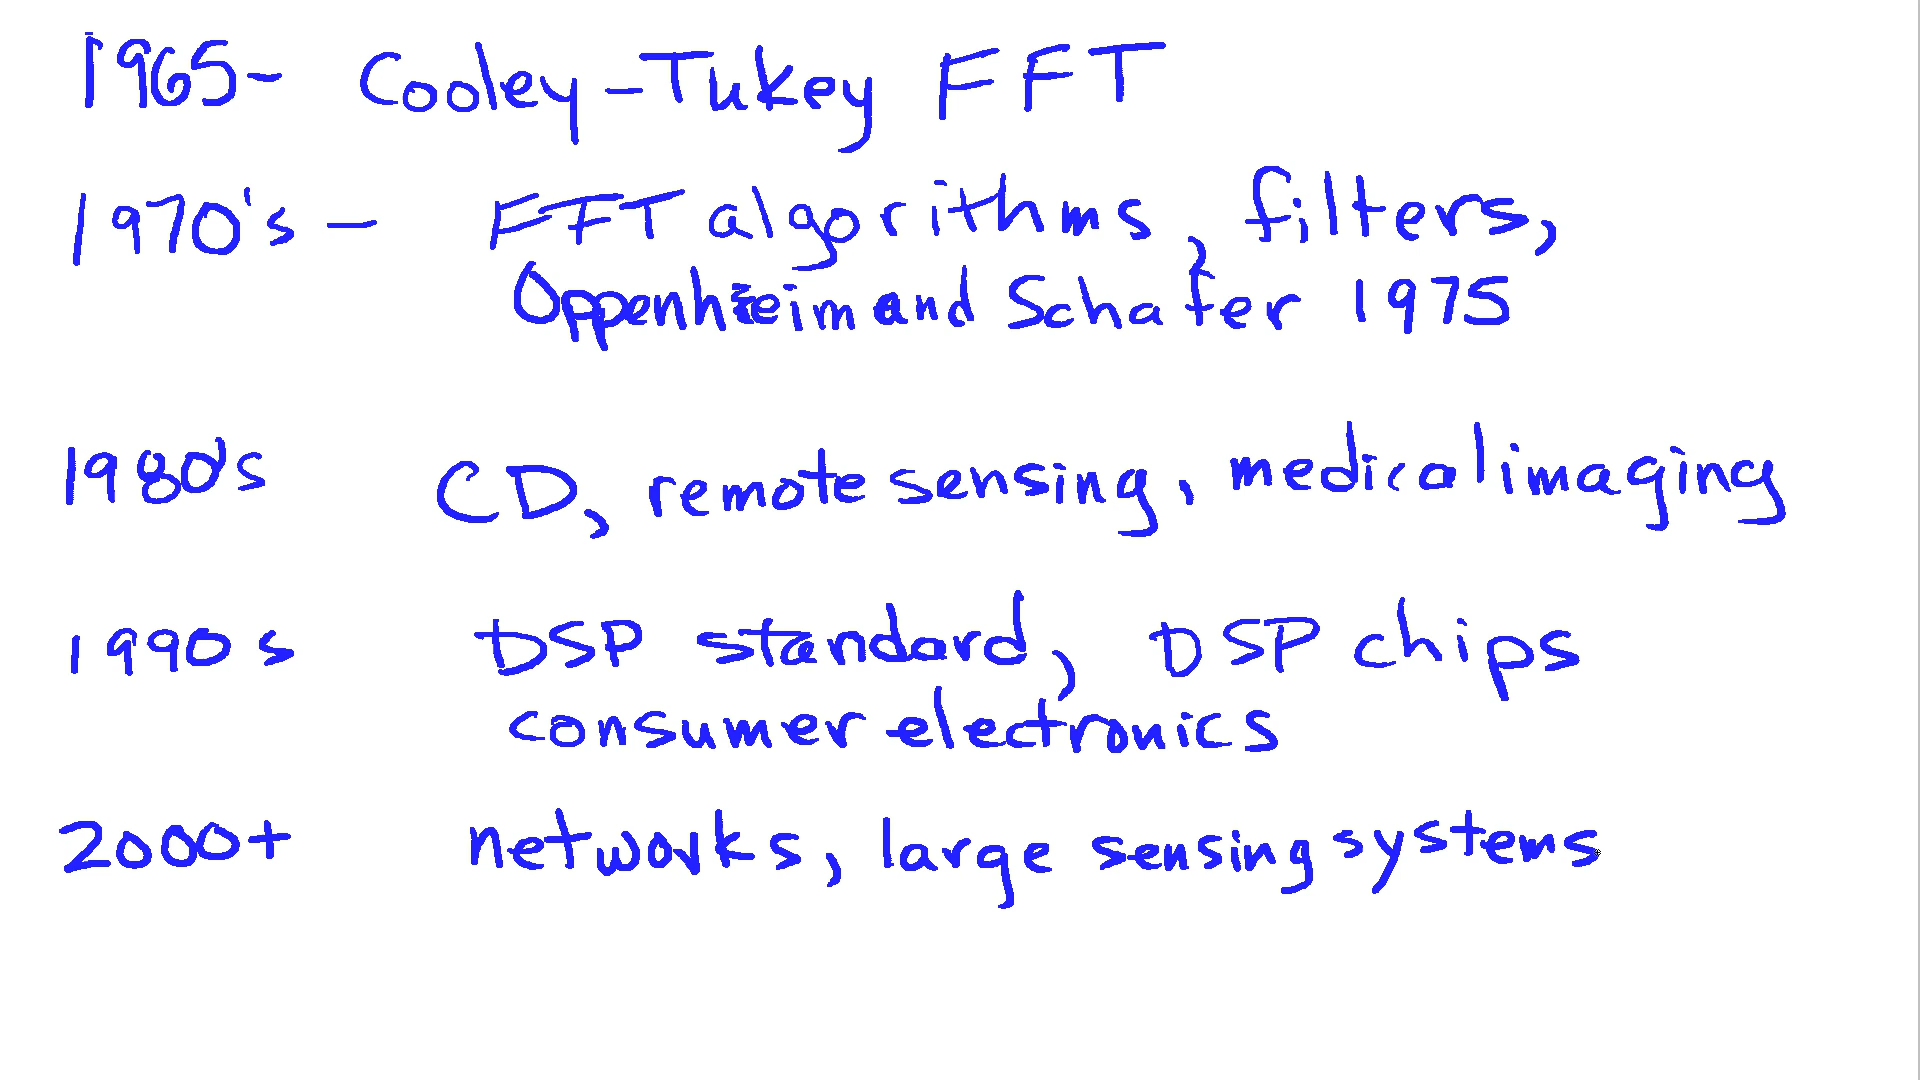 1965- Cooley-Tukey FFT
1970's - FFT algorithms, filters,
Oppenheim and Schafer 1975
1980's CD, remote sensing, medical imaging
1990s DSP standard, DSP chips
consumer electronics
2000+ networks, large sensing systems